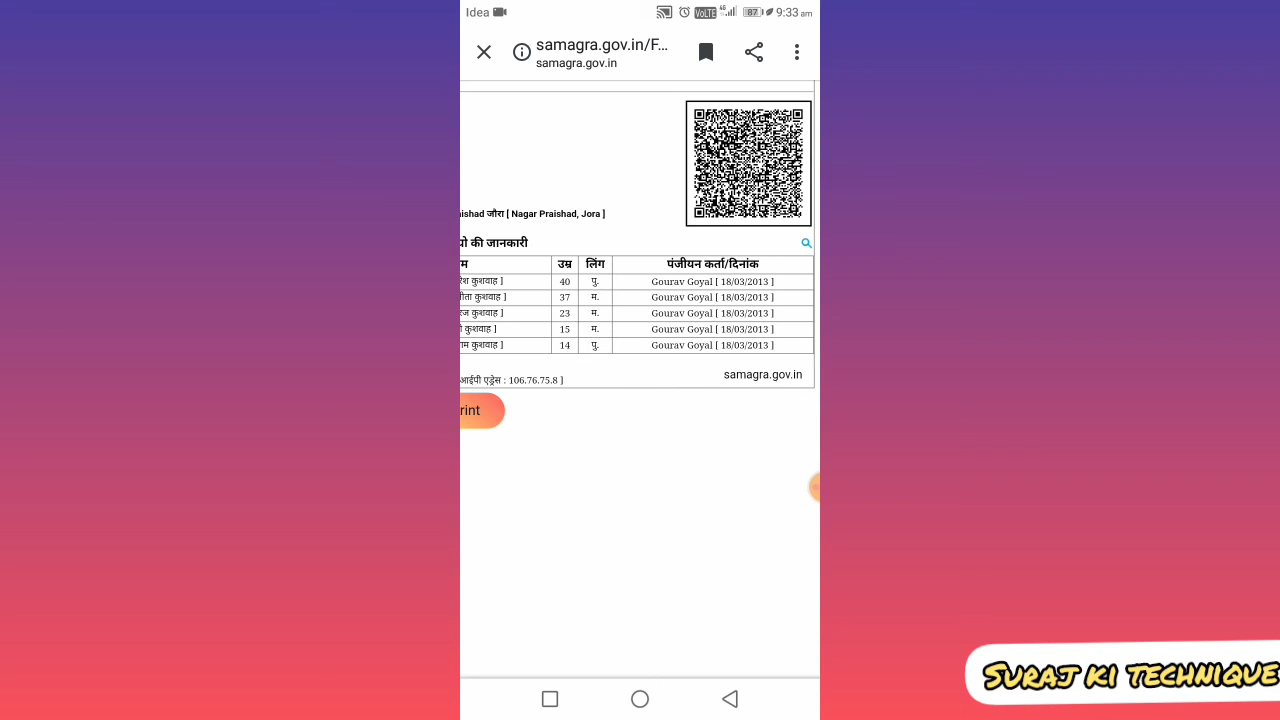 Idea VoLTE 4G 87 9:33 am
samagra.gov.in/F...
samagra.gov.in
जौरा [ Nagar Praishad, Jora ]
की जानकारी
उम्र लिंग पंजीयन कर्ता/दिनांक
कुशवाह ] 40 पु. Gourav Goyal [ 18/03/2013 ]
कुशवाह ] 37 म. Gourav Goyal [ 18/03/2013 ]
कुशवाह ] 23 म. Gourav Goyal [ 18/03/2013 ]
कुशवाह ] 15 म. Gourav Goyal [ 18/03/2013 ]
कुशवाह ] 14 पु. Gourav Goyal [ 18/03/2013 ]
samagra.gov.in
आईपी एड्रेस : 106.76.75.8 ]
rint
SURAJ KI TECHNIQUE